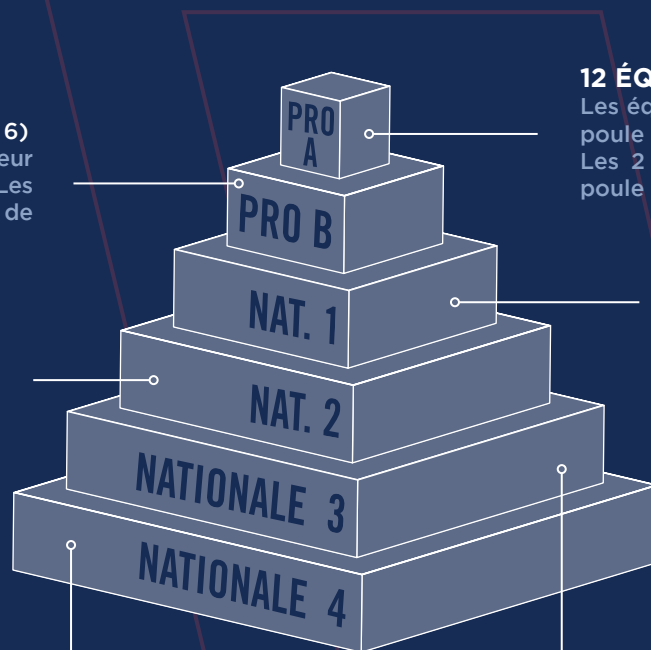 12 ÉQ
Les éq
poule
Les 2
poule
6)
eur
Les
de
PRO
A
PRO B
NAT. 1
NAT. 2
NATIONALE 3
NATIONALE 4